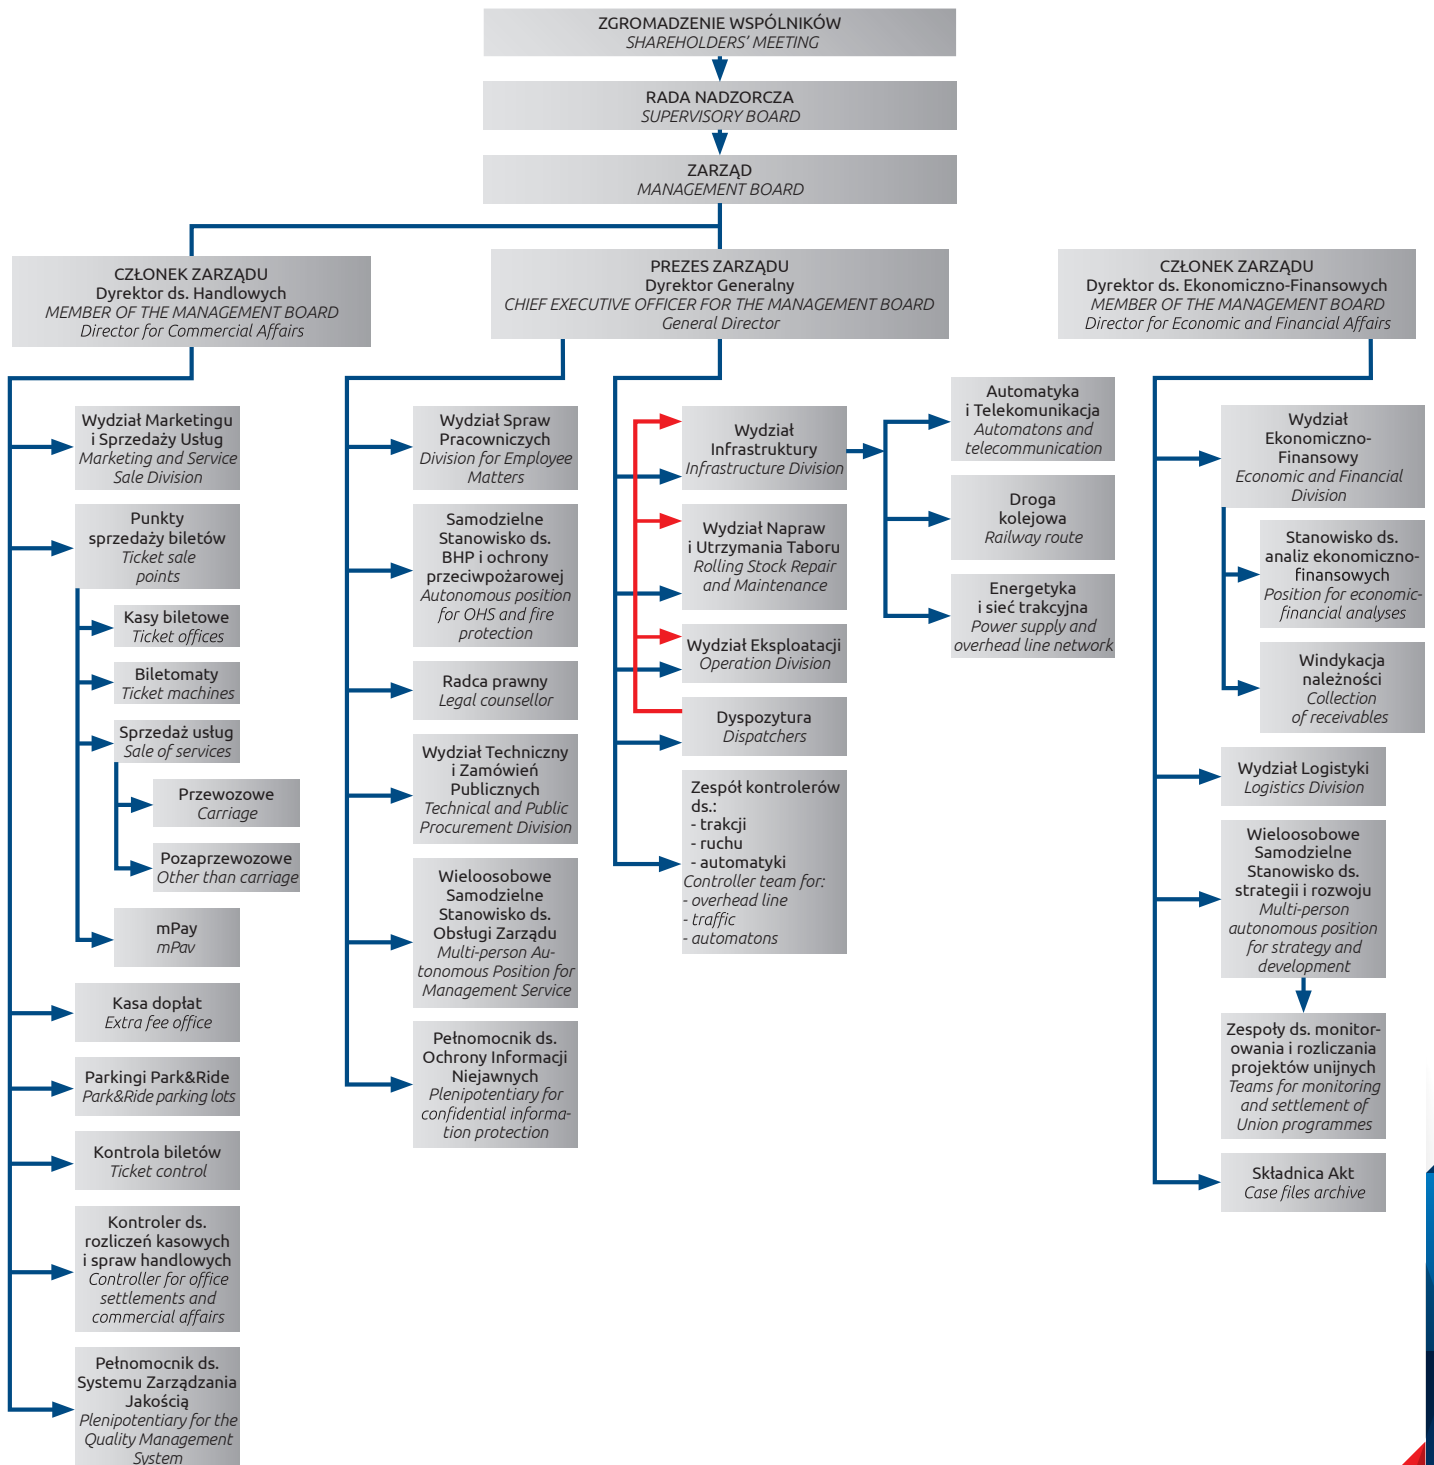 ZGROMADZENIE WSPÓLNIKÓW
SHAREHOLDERS' MEETING
RADA NADZORCZA
SUPERVISORY BOARD
ZARZĄD
MANAGEMENT BOARD
CZŁONEK ZARZĄDU
Dyrektor ds. Handlowych
MEMBER OF THE MANAGEMENT BOARD
Director for Commercial Affairs
PREZES ZARZĄDU
Dyrektor Generalny
CHIEF EXECUTIVE OFFICER FOR THE MANAGEMENT BOARD
General Director
CZŁONEK ZARZĄDU
Dyrektor ds. Ekonomiczno-Finansowych
MEMBER OF THE MANAGEMENT BOARD
Director for Economic and Financial Affairs
Wydział Marketingu
i Sprzedaży Usług
Marketing and Service
Sale Division
Punkty
sprzedaży biletów
Ticket sale
points
Kasy biletowe
Ticket offices
Biletomaty
Ticket machines
Sprzedaż usług
Sale of services
Przewozowe
Carriage
Pozaprzewozowe
Other than carriage
mPay
mPav
Kasa dopłat
Extra fee office
Parkingi Park&Ride
Park&Ride parking lots
Kontrola biletów
Ticket control
Kontroler ds.
rozliczeń kasowych
i spraw handlowych
Controller for office
settlements and
commercial affairs
Pełnomocnik ds.
Systemu Zarządzania
Jakością
Plenipotentiary for the
Quality Management
System
Wydział Spraw
Pracowniczych
Division for Employee
Matters
Samodzielne
Stanowisko ds.
BHP i ochrony
przeciwpożarowej
Autonomous position
for OHS and fire
protection
Radca prawny
Legal counsellor
Wydział Techniczny
i Zamówień
Publicznych
Technical and Public
Procurement Division
Wieloosobowe
Samodzielne
Stanowisko ds.
Obsługi Zarządu
Multi-person Au-
tonomous Position for
Management Service
Pełnomocnik ds.
Ochrony Informacji
Niejawnych
Plenipotentiary for
confidential informa-
tion protection
Wydział
Infrastruktury
Infrastructure Division
Wydział Napraw
i Utrzymania Taboru
Rolling Stock Repair
and Maintenance
Wydział Eksploatacji
Operation Division
Dyspozytura
Dispatchers
Zespół kontrolerów
ds.:
- trakcji
- ruchu
- automatyki
Controller team for:
- overhead line
- traffic
- automatons
Automatyka
i Telekomunikacja
Automatons and
telecommunication
Droga
kolejowa
Railway route
Energetyka
i sieć trakcyjna
Power supply and
overhead line network
Wydział
Ekonomiczno-
Finansowy
Economic and Financial
Division
Stanowisko ds.
analiz ekonomiczno-
finansowych
Position for economic-
financial analyses
Windykacja
należności
Collection
of receivables
Wydział Logistyki
Logistics Division
Wieloosobowe
Samodzielne
Stanowisko ds.
strategii i rozwoju
Multi-person
autonomous position
for strategy and
development
Zespoły ds. monitor-
owania i rozliczania
projektów unijnych
Teams for monitoring
and settlement of
Union programmes
Składnica Akt
Case files archive